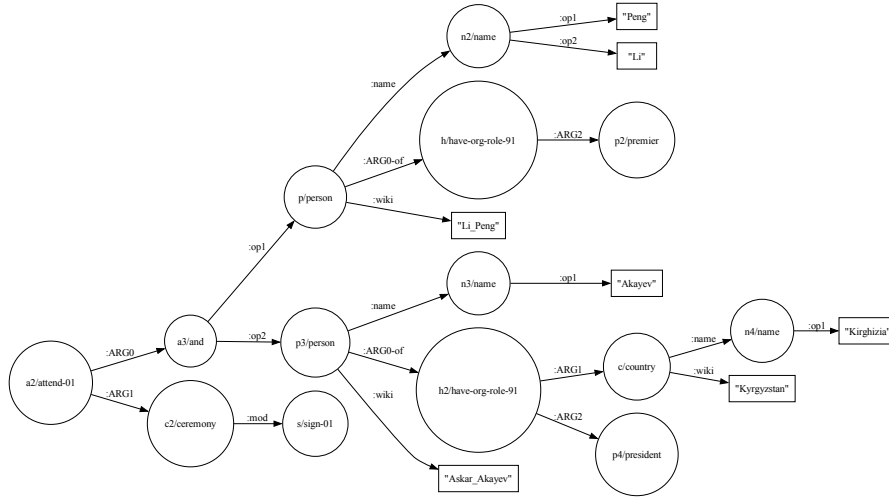 "Peng"
:op1
n2/name
:op2
"Li"
:name
:ARG2
h/have-org-role-91
p2/premier
:ARG0-of
p/person
:wiki
"Li_Peng"
:op1
n3/name
:op1
"Akayev"
:name
n4/name
:op1
"Kirghizia"
a3/and
:op2
p3/person
:name
:ARG0
:ARG0-of
:ARG1
c/country
a2/attend-01
h2/have-org-role-91
:wiki
"Kyrgyzstan"
:ARG1
:wiki
:ARG2
c2/ceremony
:mod
s/sign-01
p4/president
"Askar_Akayev"